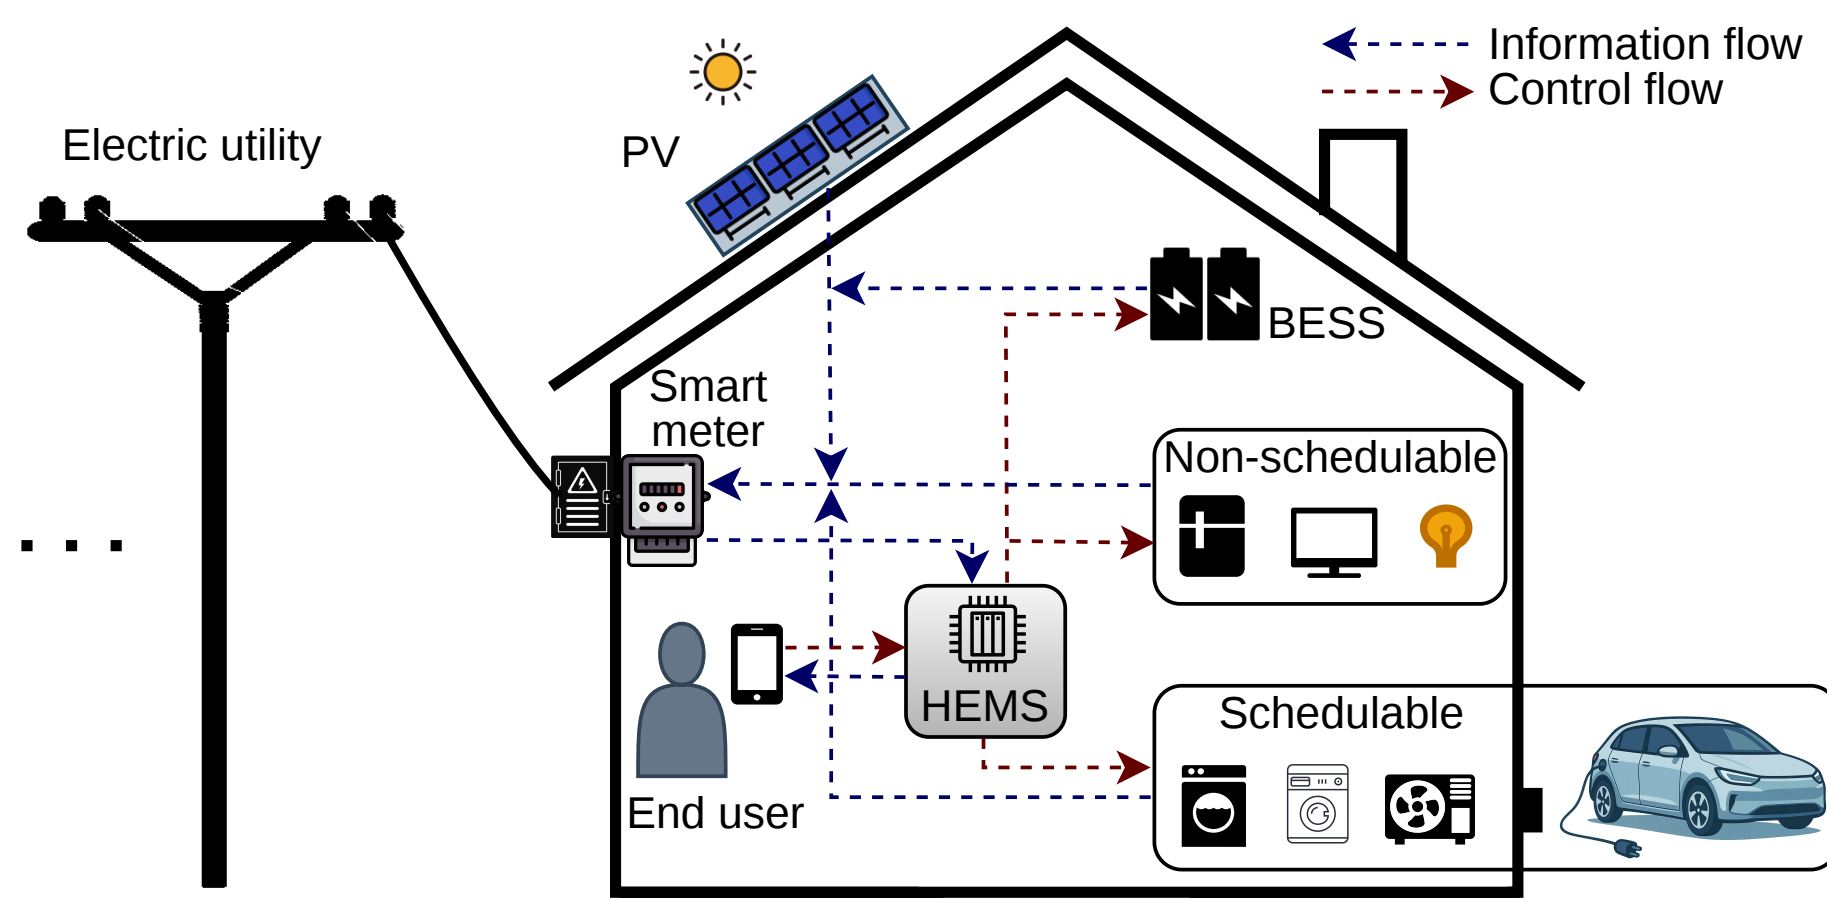 Information flow
Control flow
Electric utility
PV
BESS
Smart
meter
Non-schedulable
HEMS
Schedulable
End user
. . .